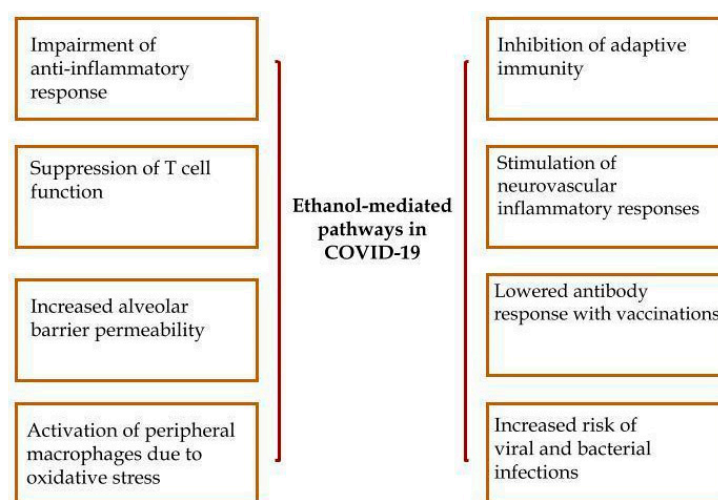 Impairment of
anti-inflammatory
response
Suppression of T cell
function
Increased alveolar
barrier permeability
Activation of peripheral
macrophages due to
oxidative stress
Ethanol-mediated
pathways in
COVID-19
Inhibition of adaptive
immunity
Stimulation of
neurovascular
inflammatory responses
Lowered antibody
response with vaccinations
Increased risk of
viral and bacterial
infections